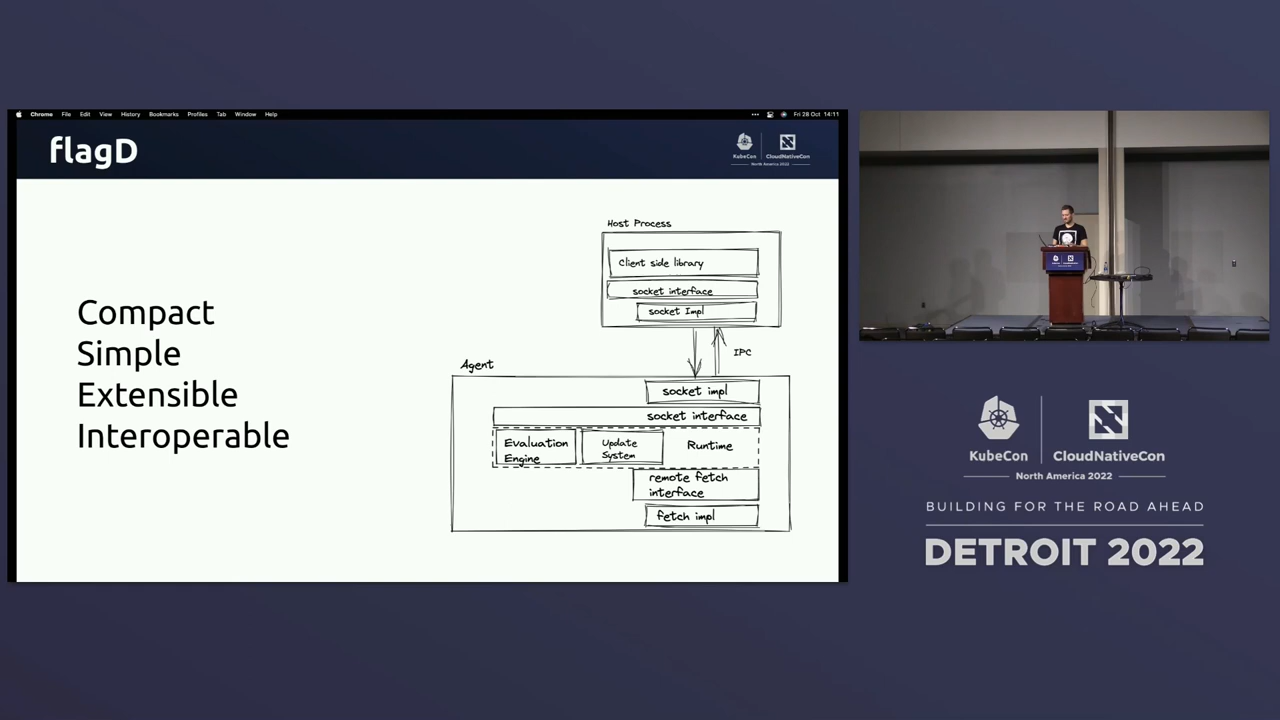 Chrome File Edit View History Bookmarks Profiles Tab Window Help
Fri 28 Oct 14:11
flagD
KubeCon CloudNativeCon
North America 2022
Compact
Simple
Extensible
Interoperable
Host Process
Client side library
socket interface
socket Impl
IPC
Agent
socket impl
socket interface
Evaluation
Engine
Update
System
Runtime
remote fetch
interface
fetch impl
KubeCon CloudNativeCon
North America 2022
BUILDING FOR THE ROAD AHEAD
DETROIT 2022